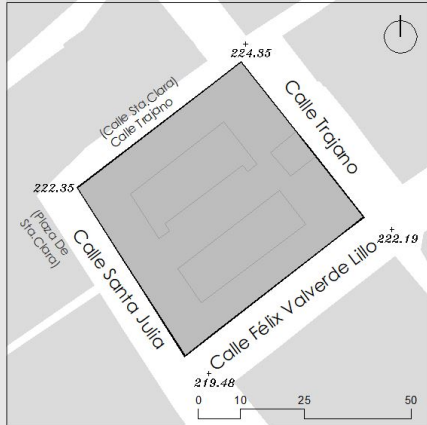 224.35
(Calle Sta.Clara)
Calle Trajano
Calle Trajano
222.35
(Plaza De
Sta.Clara)
Calle Santa Julia
222.19
Calle Félix Valverde Lillo
219.48
0 10 25 50